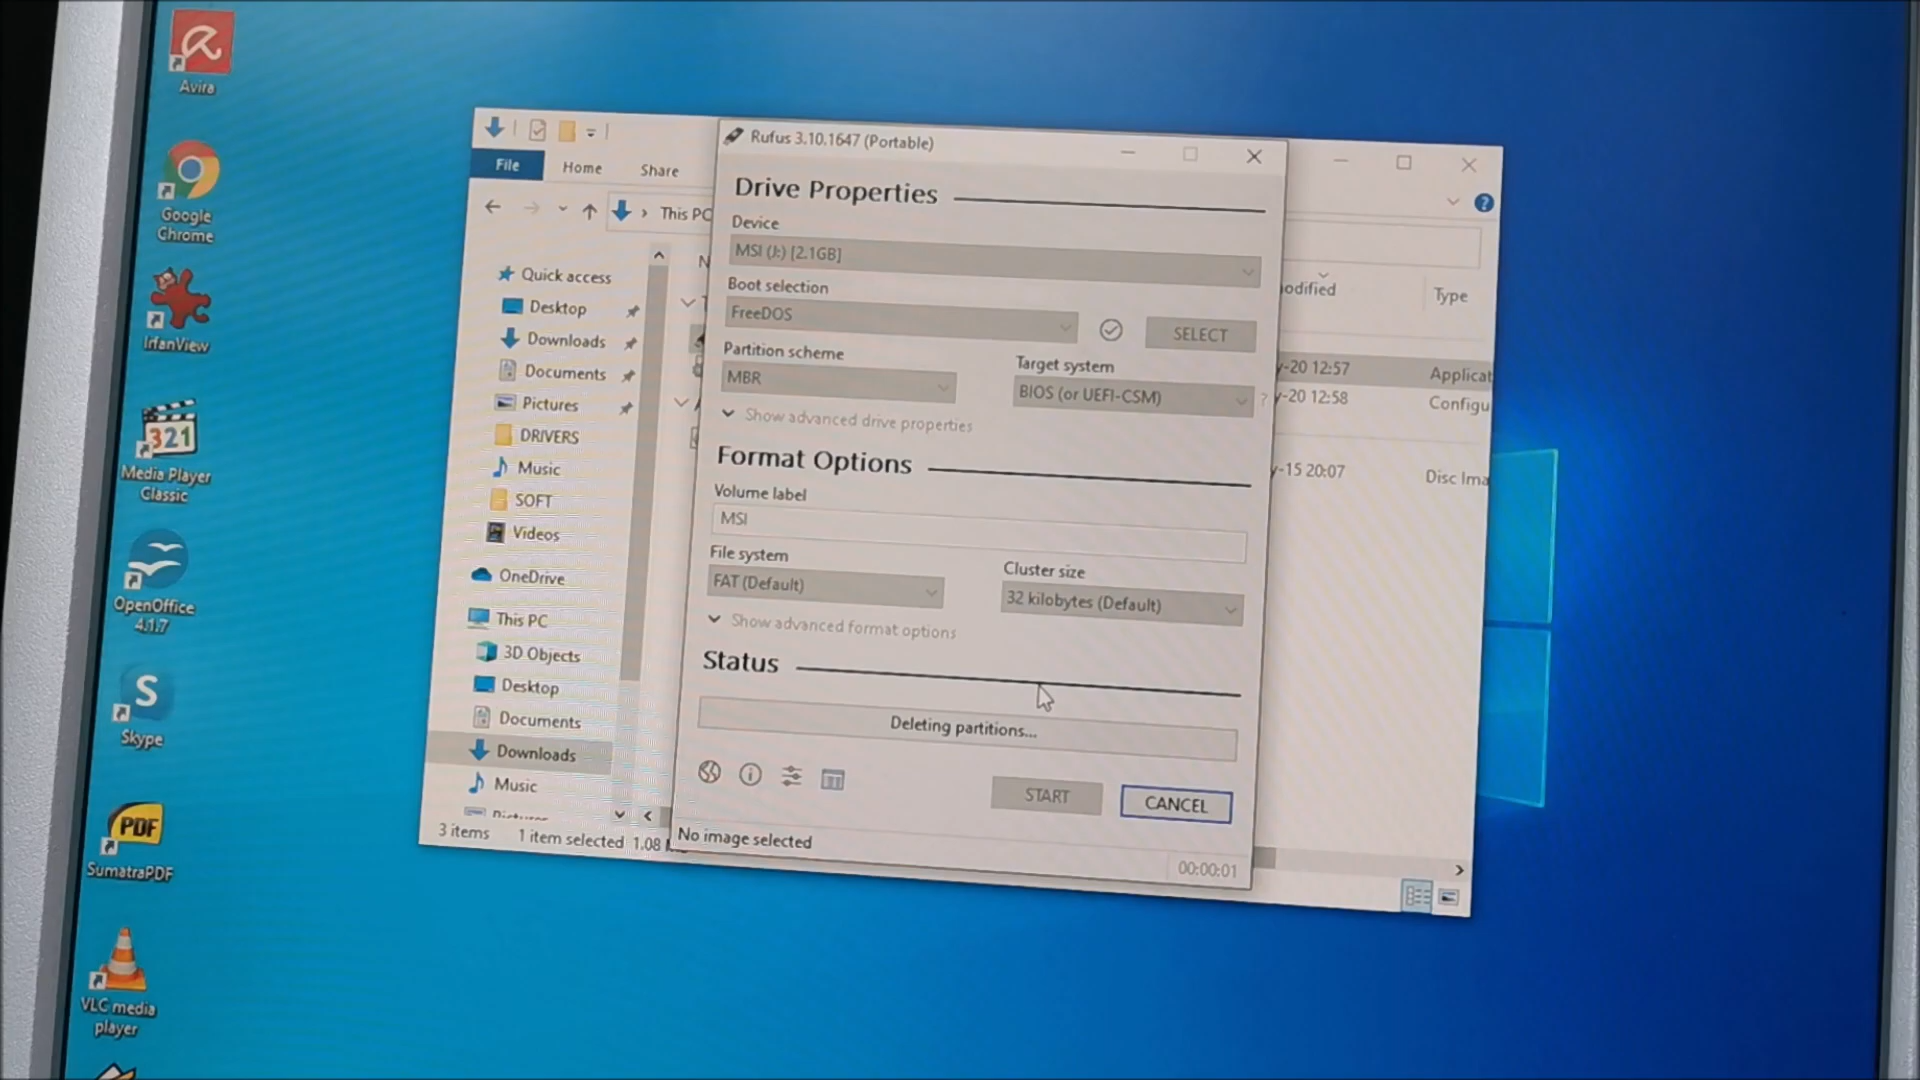 Avira
Google
Chrome
IrfanView
321
Media Player
Classic
OpenOffice
4.1.7
S
Skype
PDF
SumatraPDF
VLC media
player
File
Home
Share
This PC
Quick access
Desktop
Downloads
Documents
Pictures
DRIVERS
Music
SOFT
Videos
OneDrive
This PC
3D Objects
Desktop
Documents
Downloads
Music
3 items
1 item selected 1.08
Rufus 3.10.1647 (Portable)
Drive Properties
Device
MSI (J:) [2.1GB]
Boot selection
FreeDOS
SELECT
Partition scheme
Target system
MBR
BIOS (or UEFI-CSM)
?
Show advanced drive properties
Format Options
Volume label
MSI
File system
Cluster size
FAT (Default)
32 kilobytes (Default)
Show advanced format options
Status
Deleting partitions...
START
CANCEL
No image selected
00:00:01
?
odified
Type
-20 12:57
Applicat
-20 12:58
Configu
-15 20:07
Disc Ima